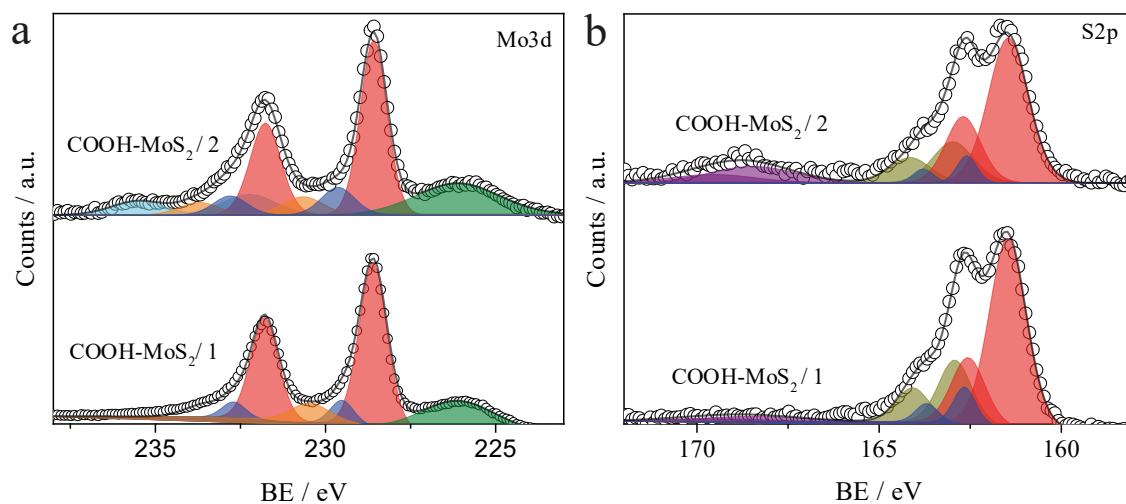 a
Mo3d
COOH-MoS₂/ 2
COOH-MoS₂/ 1
Counts / a.u.
235
230
225
BE / eV
b
S2p
COOH-MoS₂/ 2
COOH-MoS₂/ 1
Counts / a.u.
170
165
160
BE / eV